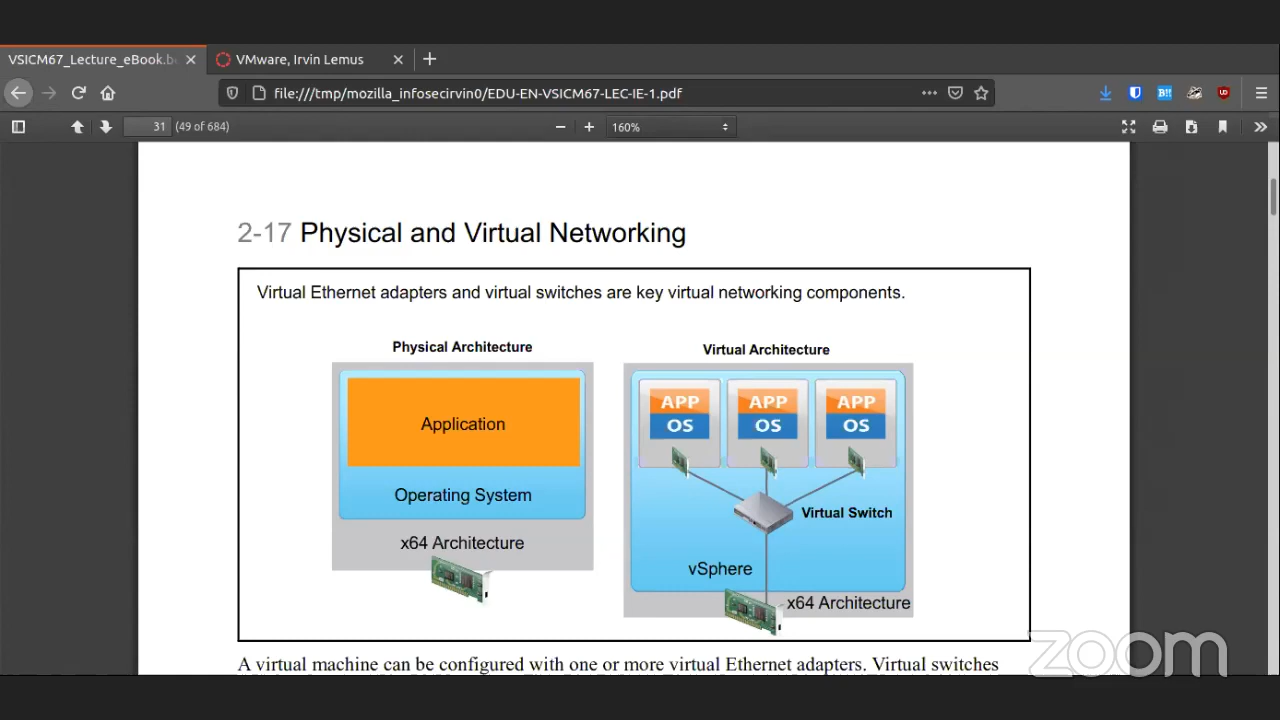 VSICM67_Lecture_eBook.b
VMware, Irvin Lemus
file:///tmp/mozilla_infosecirvin0/EDU-EN-VSICM67-LEC-IE-1.pdf
31 (49 of 684)
160%
2-17 Physical and Virtual Networking
Virtual Ethernet adapters and virtual switches are key virtual networking components.
Physical Architecture
Virtual Architecture
Application
Operating System
x64 Architecture
APP APP APP
OS OS OS
Virtual Switch
vSphere
x64 Architecture
A virtual machine can be configured with one or more virtual Ethernet adapters. Virtual switches
zoom